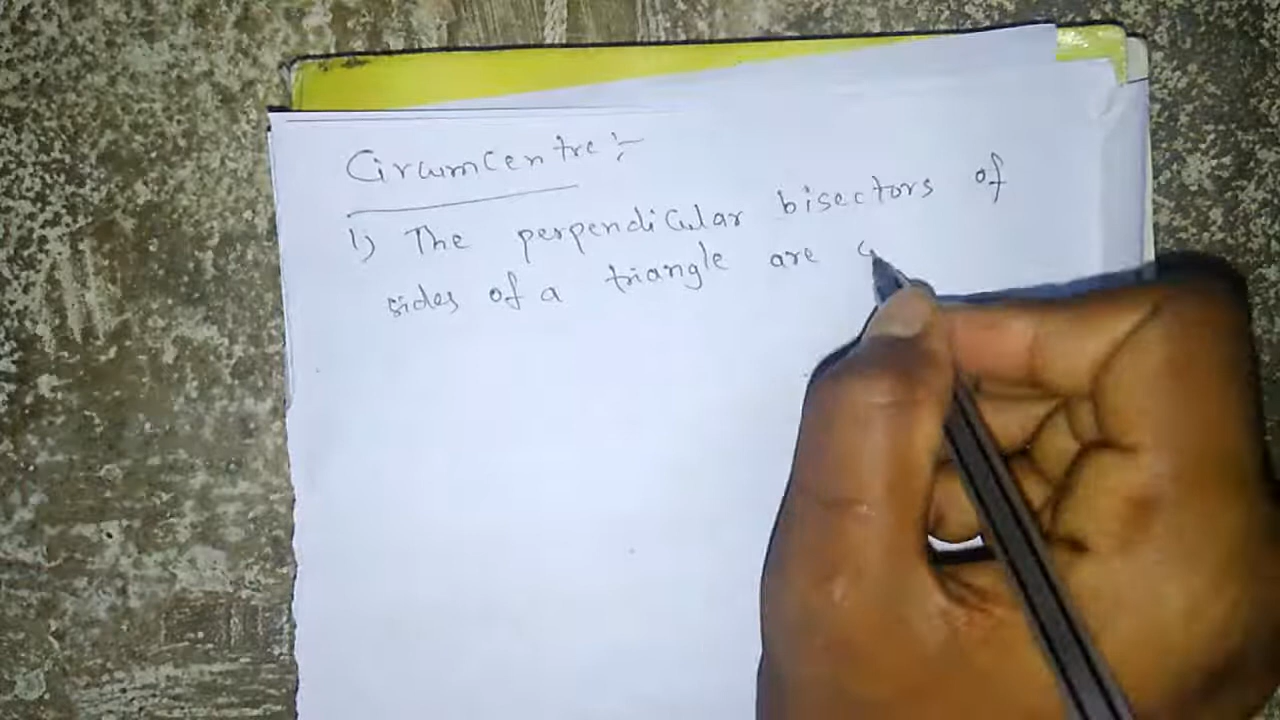 Circumcentre :-
1) The perpendicular bisectors of
sides of a triangle are